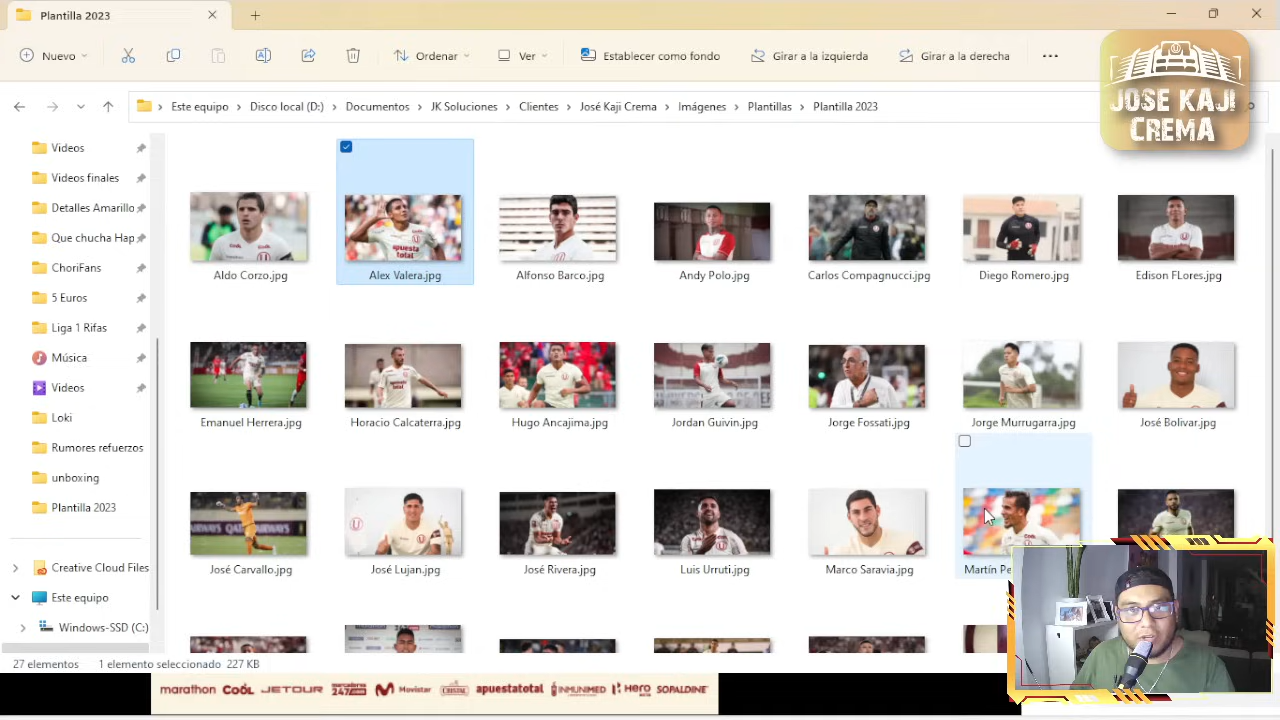 Plantilla 2023
Nuevo
Ordenar
Ver
Establecer como fondo
Girar a la izquierda
Girar a la derecha
Este equipo > Disco local (D:) > Documentos > JK Soluciones > Clientes > José Kaji Crema > Imágenes > Plantillas > Plantilla 2023
JOSE KAJI
CREMA
Videos
Videos finales
Detalles Amarillo
Que chucha Hap
ChoriFans
5 Euros
Liga 1 Rifas
Música
Videos
Loki
Rumores refuerzos
unboxing
Plantilla 2023
Creative Cloud Files
Este equipo
Windows-SSD (C:)
Aldo Corzo.jpg
Alex Valera.jpg
Alfonso Barco.jpg
Andy Polo.jpg
Carlos Compagnucci.jpg
Diego Romero.jpg
Edison FLores.jpg
Emanuel Herrera.jpg
Horacio Calcaterra.jpg
Hugo Ancajima.jpg
Jordan Guivin.jpg
Jorge Fossati.jpg
Jorge Murrugarra.jpg
José Bolivar.jpg
José Carvallo.jpg
José Lujan.jpg
José Rivera.jpg
Luis Urruti.jpg
Marco Saravia.jpg
Martín Pe
27 elementos
1 elemento seleccionado 227 KB
marathon COOL JETOUR marcadores 247 Movistar CRISTAL apuestatotal INMUNIMED Hero SOPALDINE